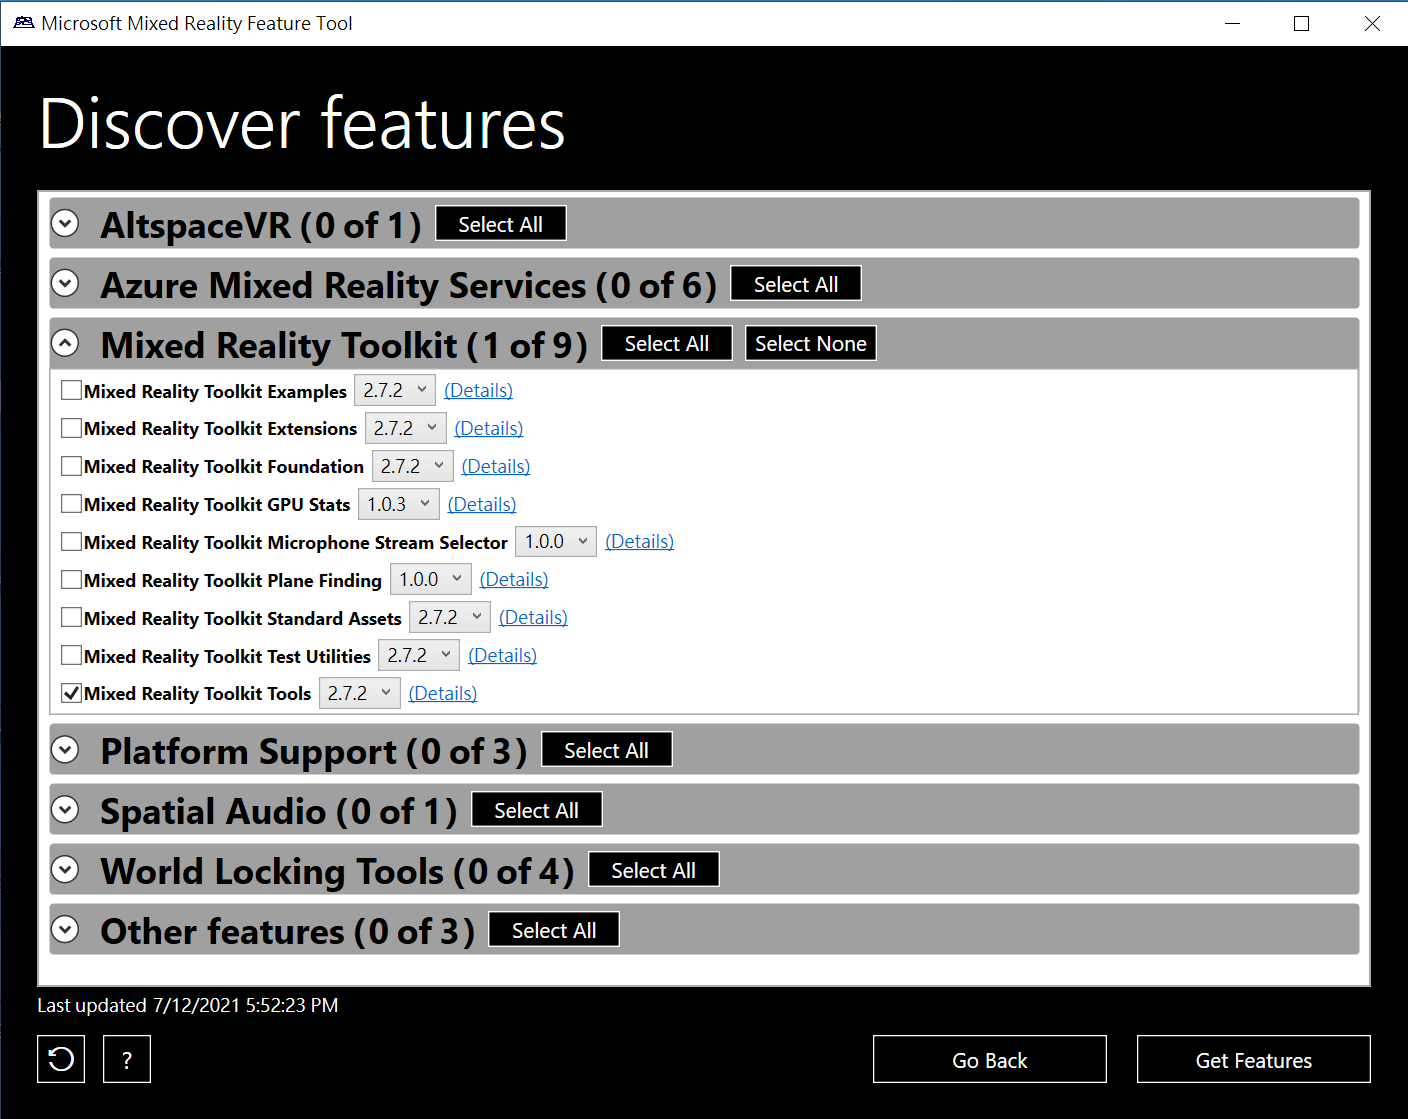 Microsoft Mixed Reality Feature Tool
Discover features
AltspaceVR (0 of 1) Select All
Azure Mixed Reality Services (0 of 6) Select All
Mixed Reality Toolkit (1 of 9) Select All Select None
Mixed Reality Toolkit Examples 2.7.2 (Details)
Mixed Reality Toolkit Extensions 2.7.2 (Details)
Mixed Reality Toolkit Foundation 2.7.2 (Details)
Mixed Reality Toolkit GPU Stats 1.0.3 (Details)
Mixed Reality Toolkit Microphone Stream Selector 1.0.0 (Details)
Mixed Reality Toolkit Plane Finding 1.0.0 (Details)
Mixed Reality Toolkit Standard Assets 2.7.2 (Details)
Mixed Reality Toolkit Test Utilities 2.7.2 (Details)
Mixed Reality Toolkit Tools 2.7.2 (Details)
Platform Support (0 of 3) Select All
Spatial Audio (0 of 1) Select All
World Locking Tools (0 of 4) Select All
Other features (0 of 3) Select All
Last updated 7/12/2021 5:52:23 PM
? Go Back Get Features